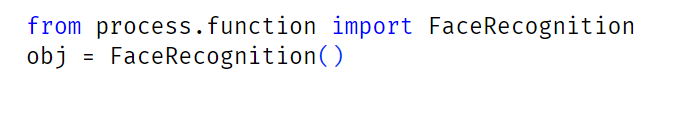 from process.function import FaceRecognition
obj = FaceRecognition()